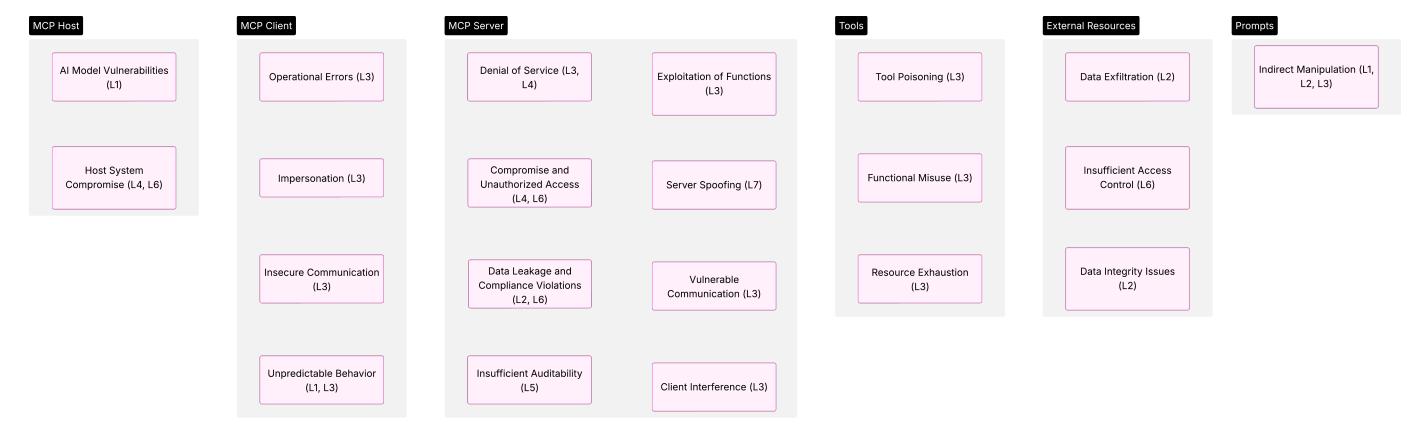 MCP Host
AI Model Vulnerabilities
(L1)
Host System
Compromise (L4, L6)
MCP Client
Operational Errors (L3)
Impersonation (L3)
Insecure Communication
(L3)
Unpredictable Behavior
(L1, L3)
MCP Server
Denial of Service (L3,
L4)
Compromise and
Unauthorized Access
(L4, L6)
Data Leakage and
Compliance Violations
(L2, L6)
Insufficient Auditability
(L5)
Exploitation of Functions
(L3)
Server Spoofing (L7)
Vulnerable
Communication (L3)
Client Interference (L3)
Tools
Tool Poisoning (L3)
Functional Misuse (L3)
Resource Exhaustion
(L3)
External Resources
Data Exfiltration (L2)
Insufficient Access
Control (L6)
Data Integrity Issues
(L2)
Prompts
Indirect Manipulation (L1,
L2, L3)